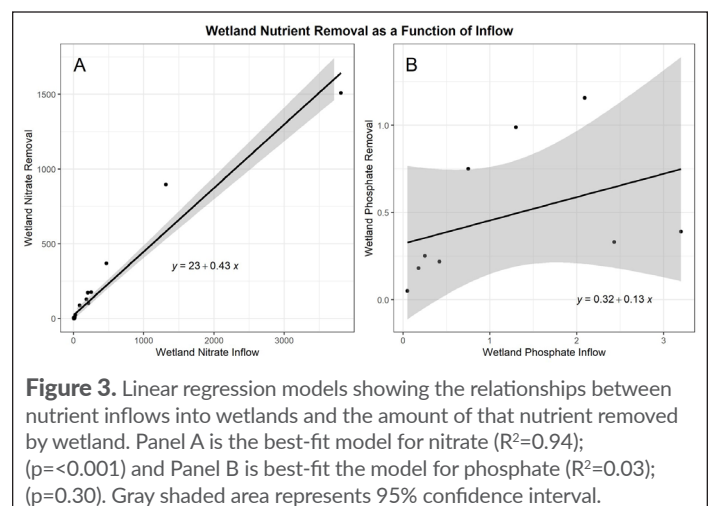 Wetland Nutrient Removal as a Function of Inflow
A
B
1500
1000
500
0
Wetland Nitrate Removal
y = 23 + 0.43 x
0
1000
2000
3000
Wetland Nitrate Inflow
1.0
0.5
0.0
Wetland Phosphate Removal
y = 0.32 + 0.13 x
0
1
2
3
Wetland Phosphate Inflow
Figure 3. Linear regression models showing the relationships between
nutrient inflows into wetlands and the amount of that nutrient removed
by wetland. Panel A is the best-fit model for nitrate (R²=0.94);
(p=<0.001) and Panel B is best-fit the model for phosphate (R²=0.03);
(p=0.30). Gray shaded area represents 95% confidence interval.